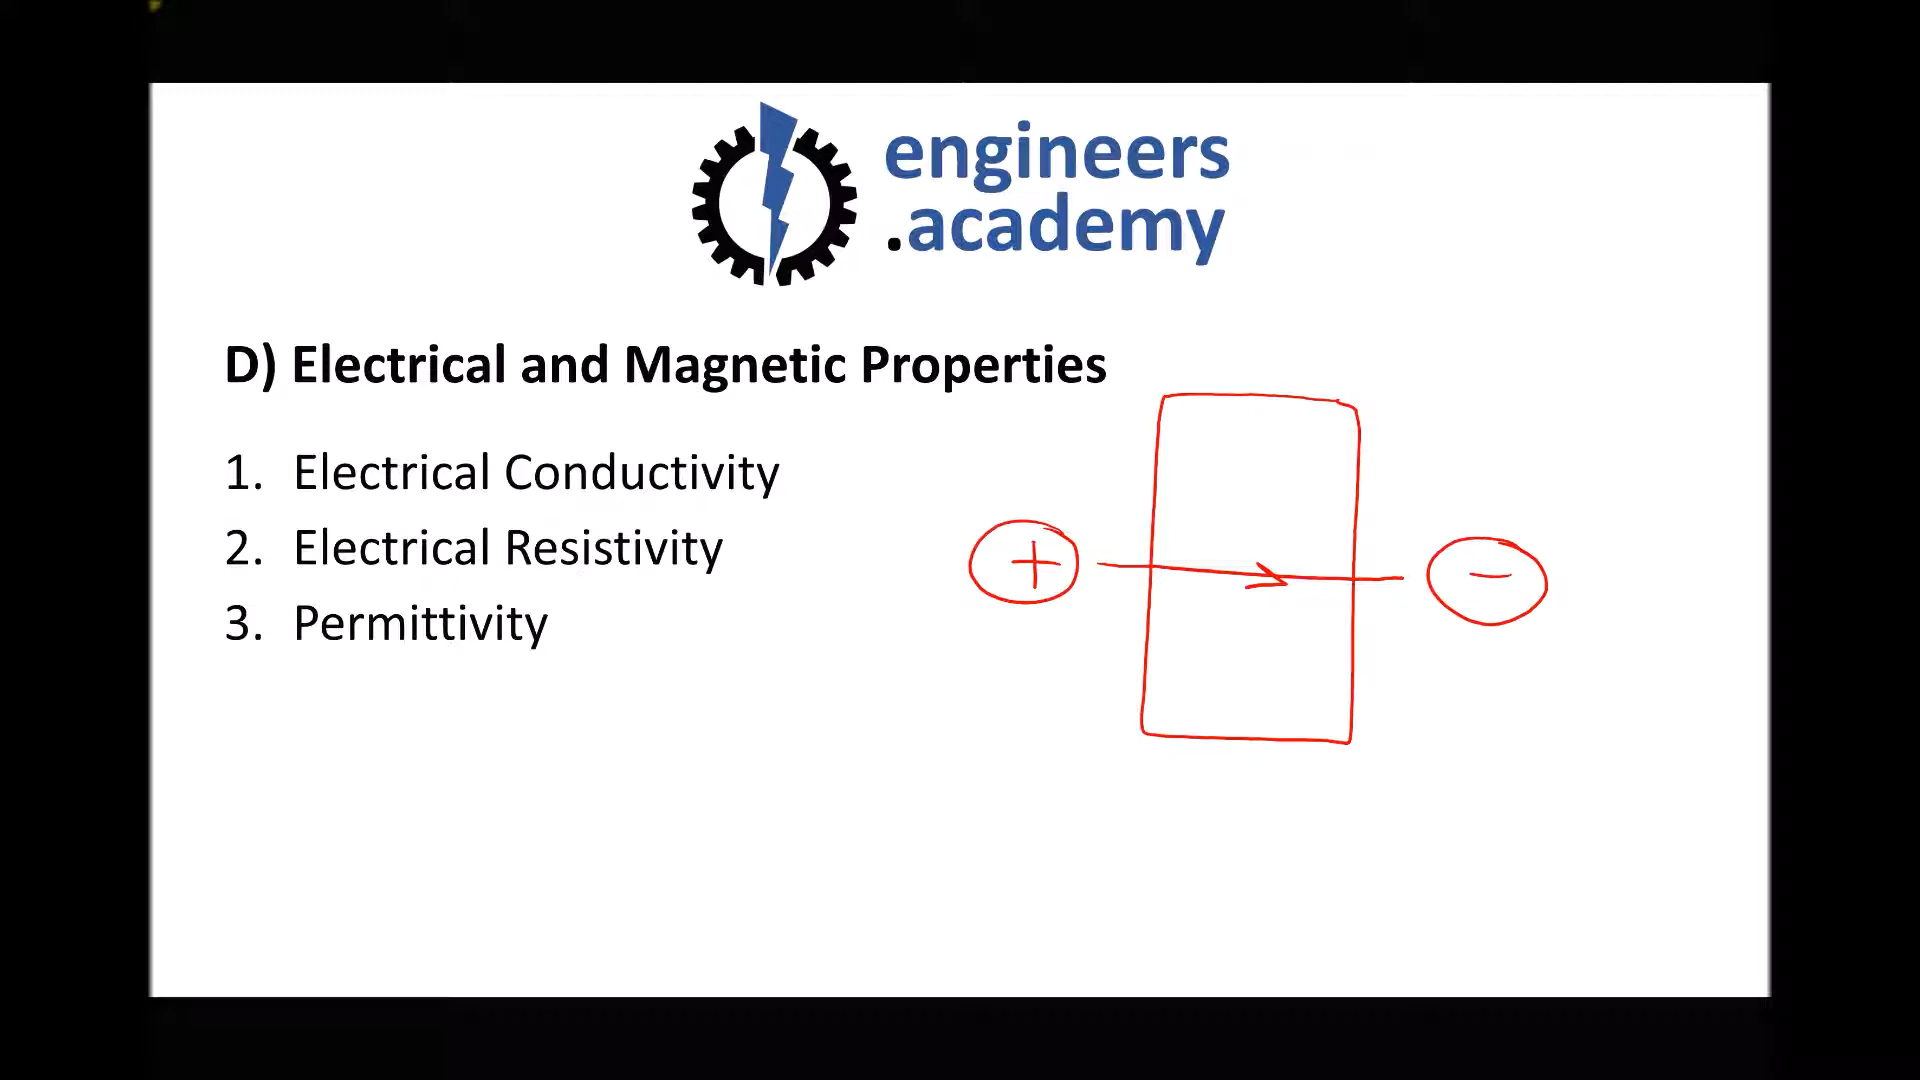 engineers
.academy
D) Electrical and Magnetic Properties
1. Electrical Conductivity
2. Electrical Resistivity
3. Permittivity
+
-